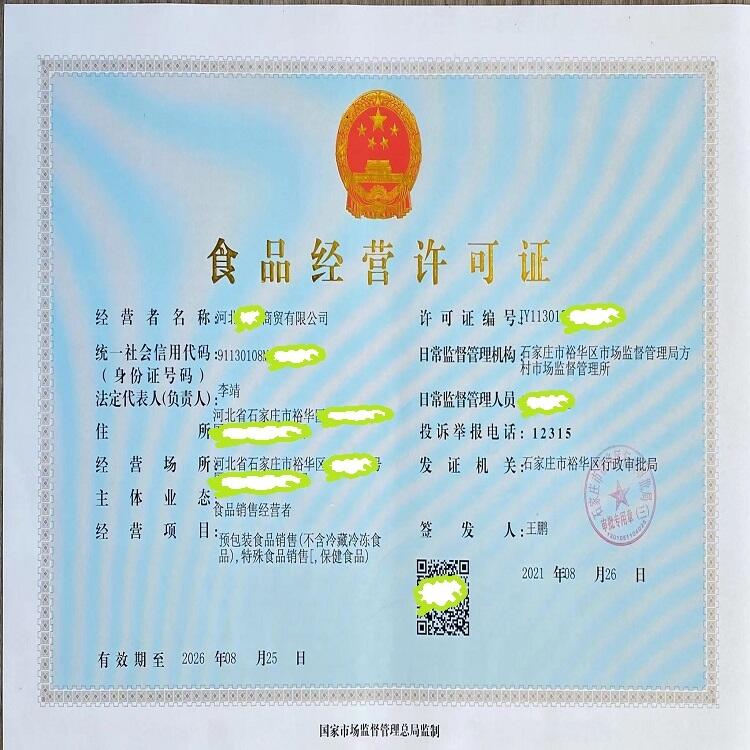 食品经营许可证
经营者名称：河北 商贸有限公司
许可证编号：JY11301
统一社会信用代码：91130108M
（身份证号码）
日常监督管理机构 石家庄市裕华区市场监督管理局方
村市场监督管理所
法定代表人(负责人)：李靖
日常监督管理人员
住 所 河北省石家庄市裕华区
投诉举报电话：12315
经营场所 河北省石家庄市裕华区 号
发证机关：石家庄市裕华区行政审批局
主体业态：食品销售经营者
经营项目：预包装食品销售(不含冷藏冷冻食
品),特殊食品销售[,保健食品)
签发人：王鹏
审批专用章
2021 年08 月26 日
有效期至 2026 年08 月25 日
国家市场监督管理总局监制